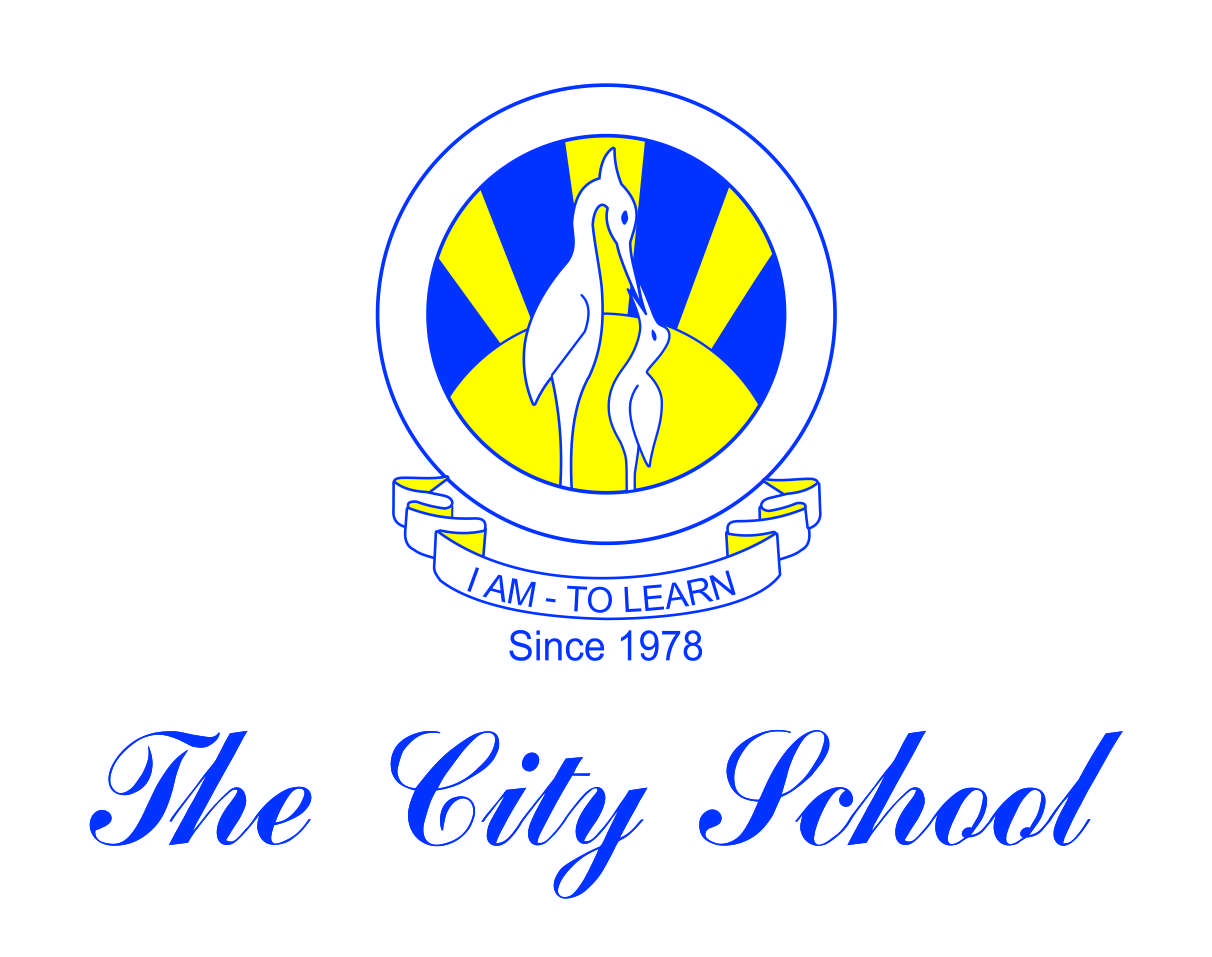 I AM - TO LEARN
Since 1978
The City School